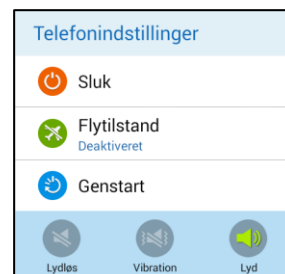 Telefonindstillinger
Sluk
Flytilstand
Deaktiveret
Genstart
Lydløs Vibration Lyd